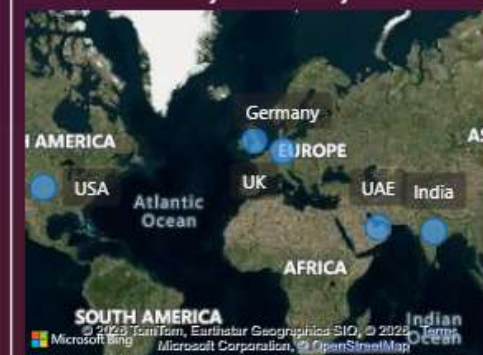 Germany
H AMERICA
EUROPE
USA
UK
UAE
India
Atlantic
Ocean
AFRICA
SOUTH AMERICA
Indian
Ocean
Microsoft Bing
© 2026 TomTom, Earthstar Geographics SIO, © 2026
Microsoft Corporation, © OpenStreetMap
Terms